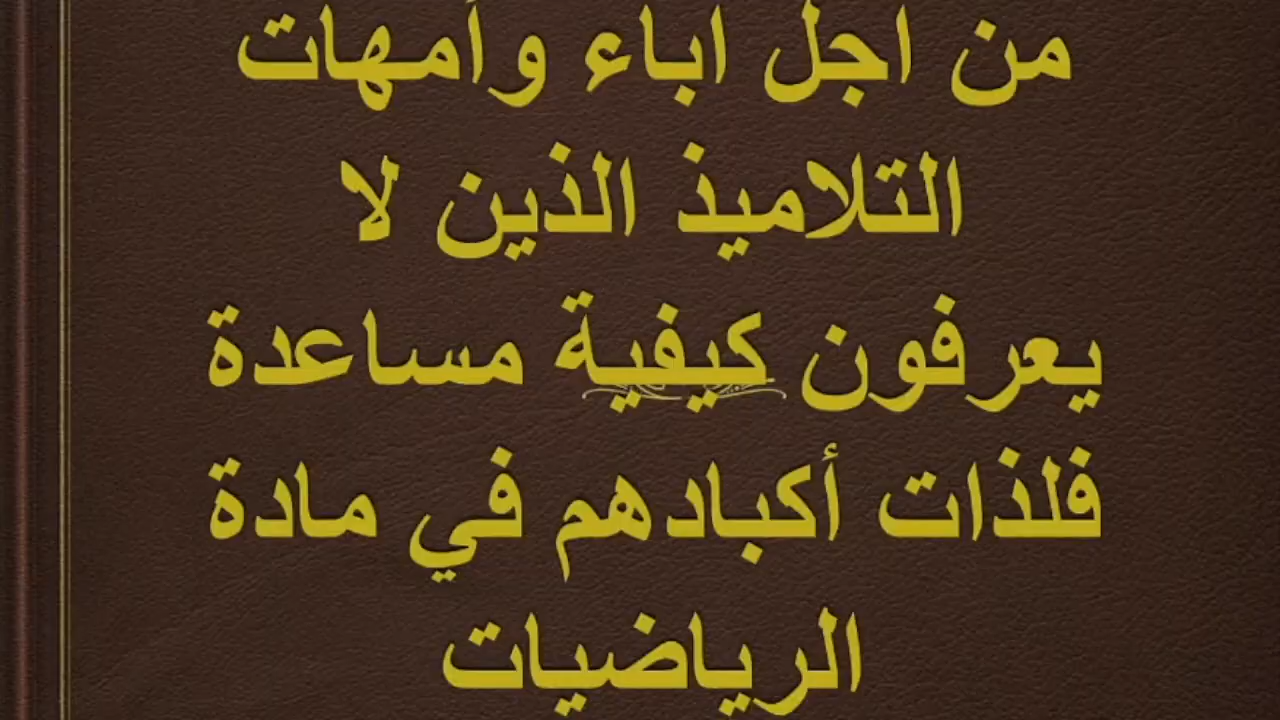 من اجل اباء وأمهات
التلاميذ الذين لا
يعرفون كيفية مساعدة
فلذات أكبادهم في مادة
الرياضيات